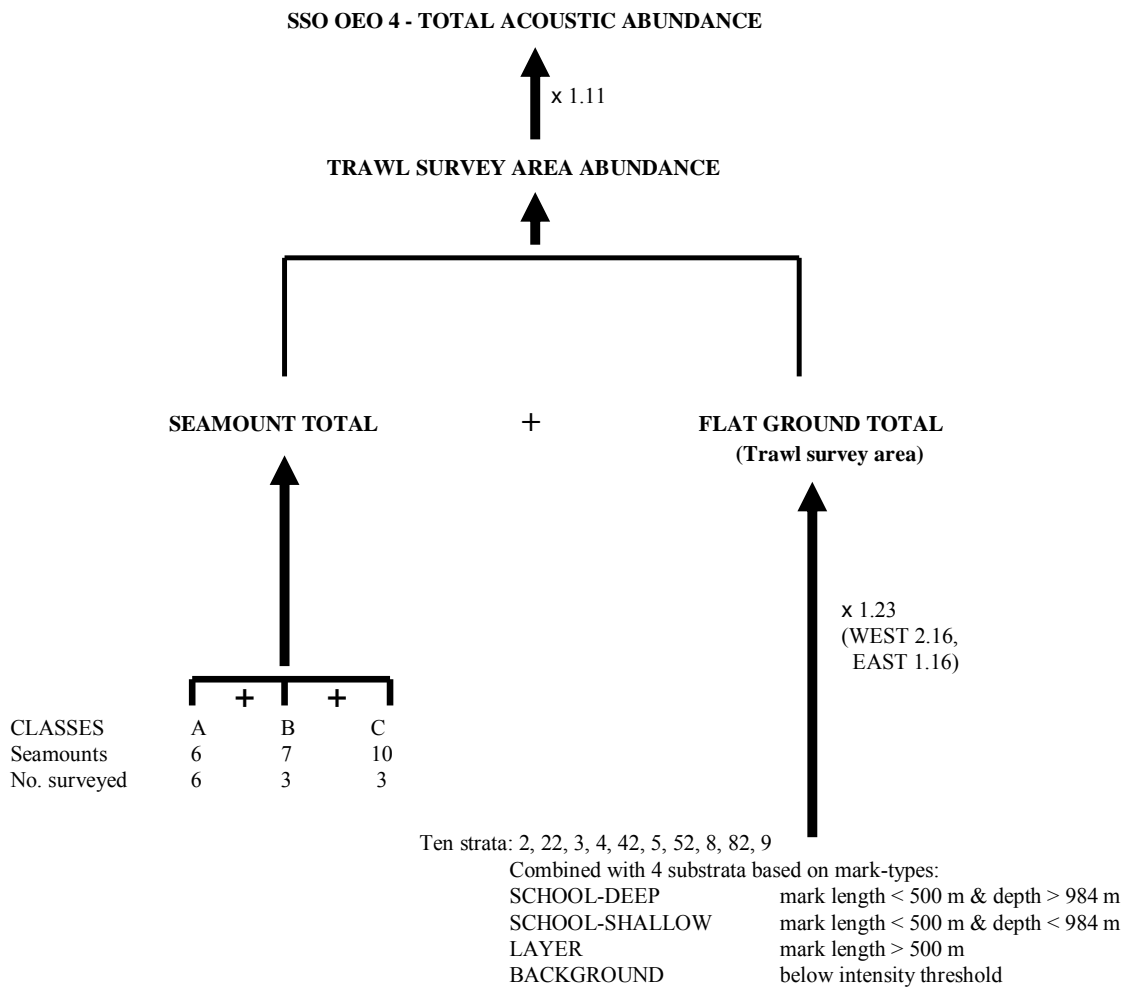 SSO OEO 4 - TOTAL ACOUSTIC ABUNDANCE
x 1.11
TRAWL SURVEY AREA ABUNDANCE
SEAMOUNT TOTAL + FLAT GROUND TOTAL
(Trawl survey area)
x 1.23
(WEST 2.16,
EAST 1.16)
+ +
CLASSES A B C
Seamounts 6 7 10
No. surveyed 6 3 3
Ten strata: 2, 22, 3, 4, 42, 5, 52, 8, 82, 9
Combined with 4 substrata based on mark-types:
SCHOOL-DEEP mark length < 500 m & depth > 984 m
SCHOOL-SHALLOW mark length < 500 m & depth < 984 m
LAYER mark length > 500 m
BACKGROUND below intensity threshold